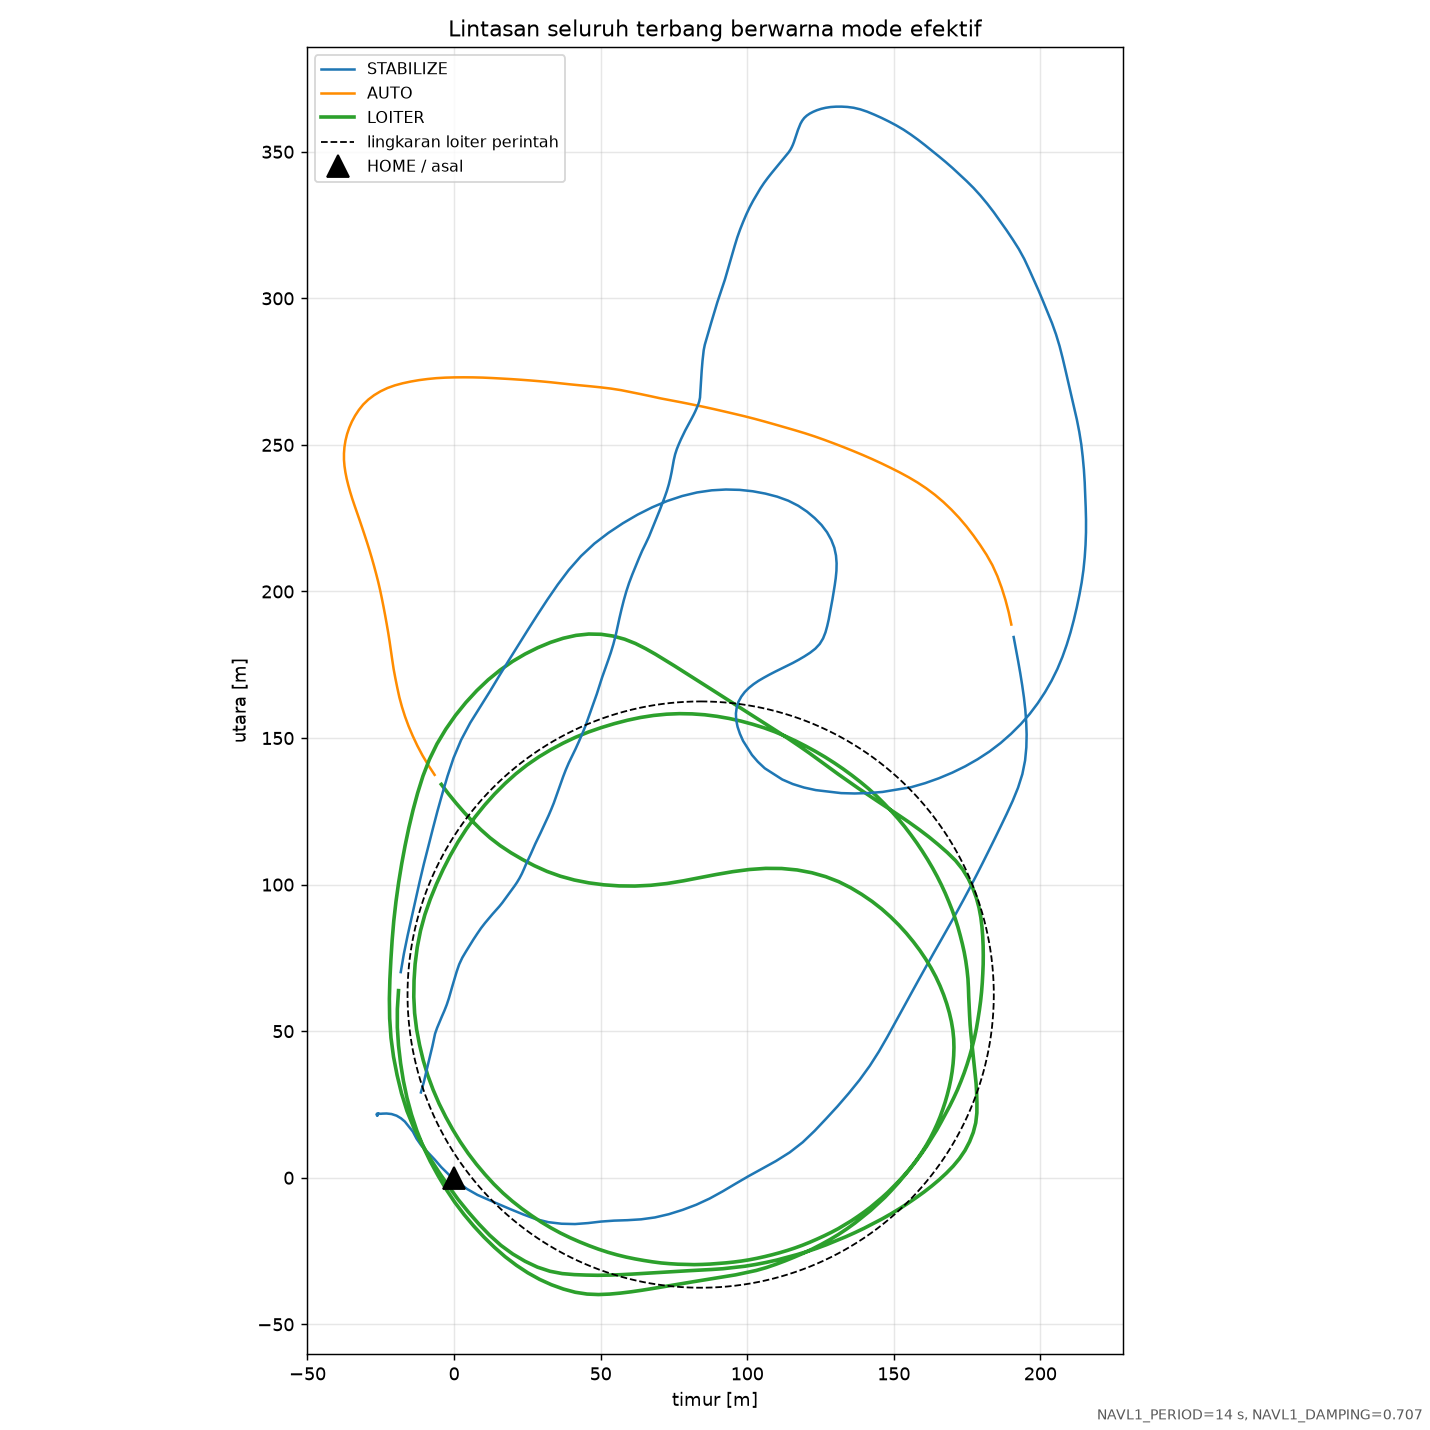 Lintasan seluruh terbang berwarna mode efektif
STABILIZE
AUTO
LOITER
lingkaran loiter perintah
HOME / asal
350
300
250
200
150
100
50
0
−50
utara [m]
−50
0
50
100
150
200
timur [m]
NAVL1_PERIOD=14 s, NAVL1_DAMPING=0.707